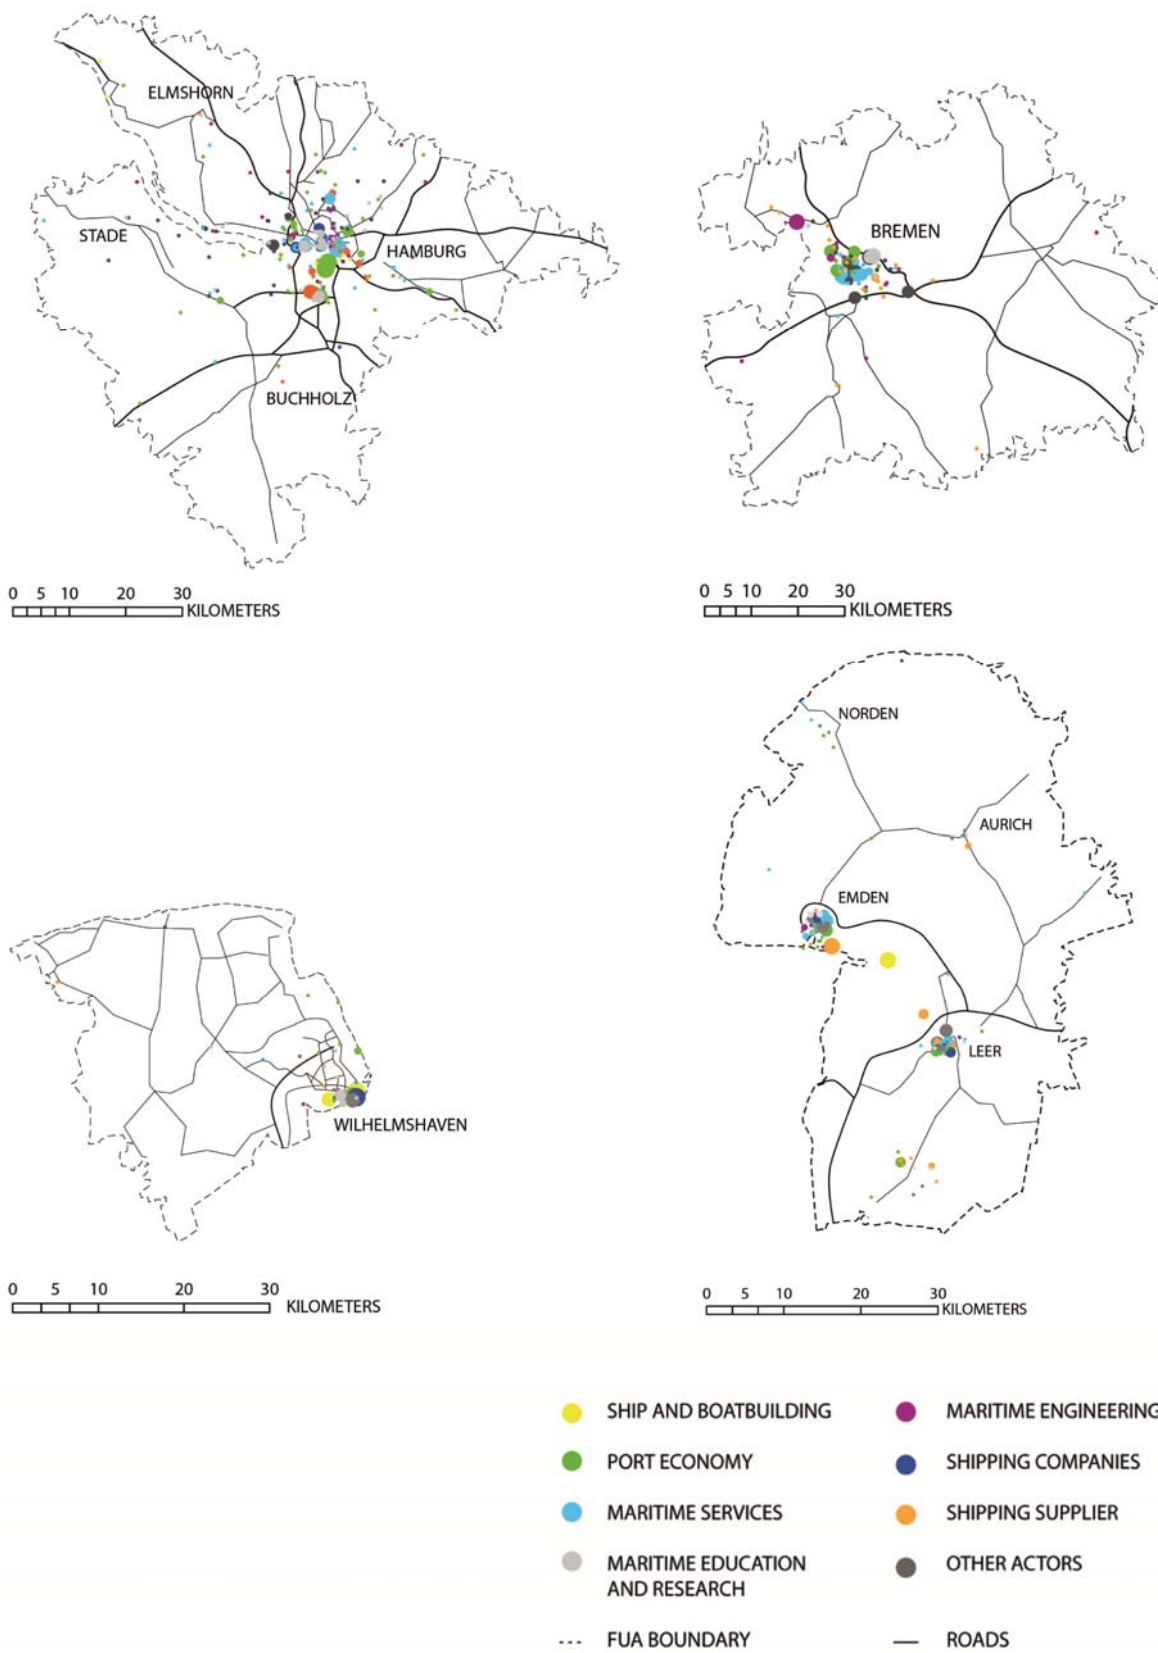 ELMSHORN
STADE
HAMBURG
BUCHHOLZ
0 5 10 20 30
KILOMETERS
BREMEN
0 5 10 20 30
KILOMETERS
NORDEN
AURICH
EMDEN
LEER
0 5 10 20 30
KILOMETERS
WILHELMSHAVEN
0 5 10 20 30
KILOMETERS
SHIP AND BOATBUILDING
PORT ECONOMY
MARITIME SERVICES
MARITIME EDUCATION
AND RESEARCH
FUA BOUNDARY
MARITIME ENGINEERING
SHIPPING COMPANIES
SHIPPING SUPPLIER
OTHER ACTORS
ROADS